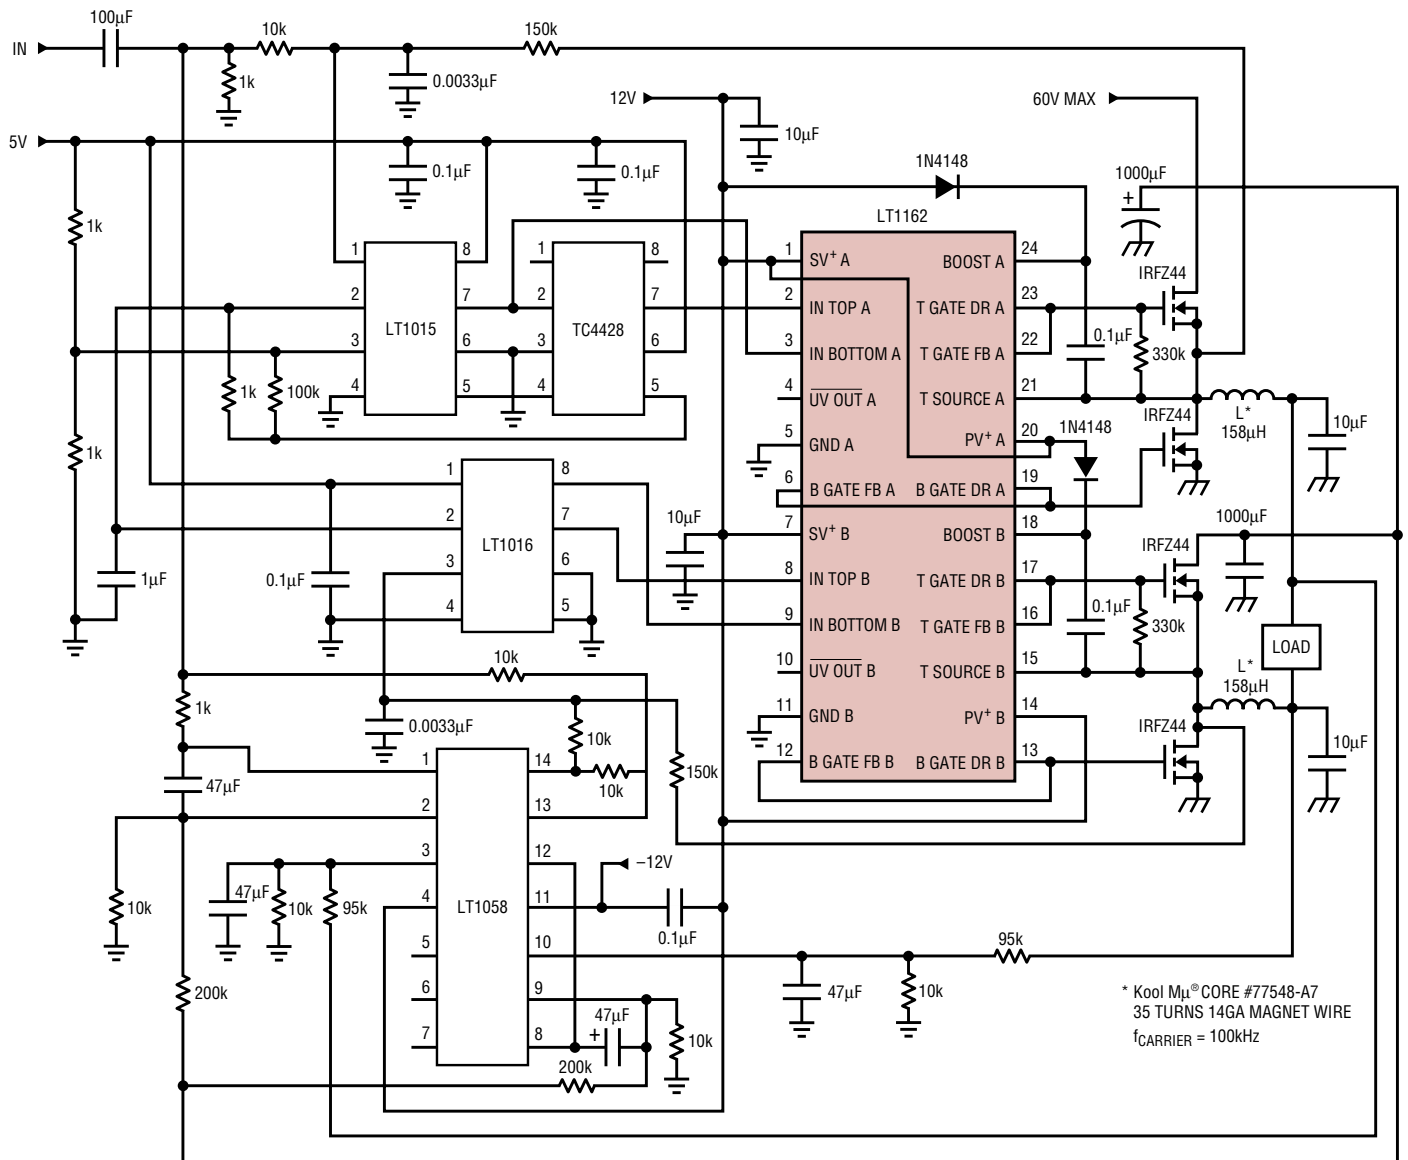 100µF
IN
10k
1k
0.0033µF
150k
12V
10µF
60V MAX
5V
0.1µF
0.1µF
1N4148
1000µF
+
LT1162
1k
1
2
3
4
LT1015
8
7
6
5
1
2
3
4
TC4428
8
7
6
5
1k
100k
1k
1 SV+ A
2 IN TOP A
3 IN BOTTOM A
4 UV OUT A
5 GND A
6 B GATE FB A
7 SV+ B
8 IN TOP B
9 IN BOTTOM B
10 UV OUT B
11 GND B
12 B GATE FB B
BOOST A 24
T GATE DR A 23
T GATE FB A 22
T SOURCE A 21
PV+ A 20
B GATE DR A 19
BOOST B 18
T GATE DR B 17
T GATE FB B 16
T SOURCE B 15
PV+ B 14
B GATE DR B 13
IRFZ44
0.1µF
330k
IRFZ44
L*
158µH
10µF
1N4148
1
2
3
4
LT1016
8
7
6
5
10µF
1µF
0.1µF
1000µF
IRFZ44
0.1µF
330k
LOAD
L*
158µH
IRFZ44
10µF
10k
1k
0.0033µF
10k
10k
150k
47µF
1
2
3
4
5
6
7
LT1058
14
13
12
11
10
9
8
–12V
0.1µF
10k
47µF
10k
95k
200k
95k
47µF
10k
47µF
+
10k
200k
* Kool Mµ® CORE #77548-A7
35 TURNS 14GA MAGNET WIRE
fCARRIER = 100kHz